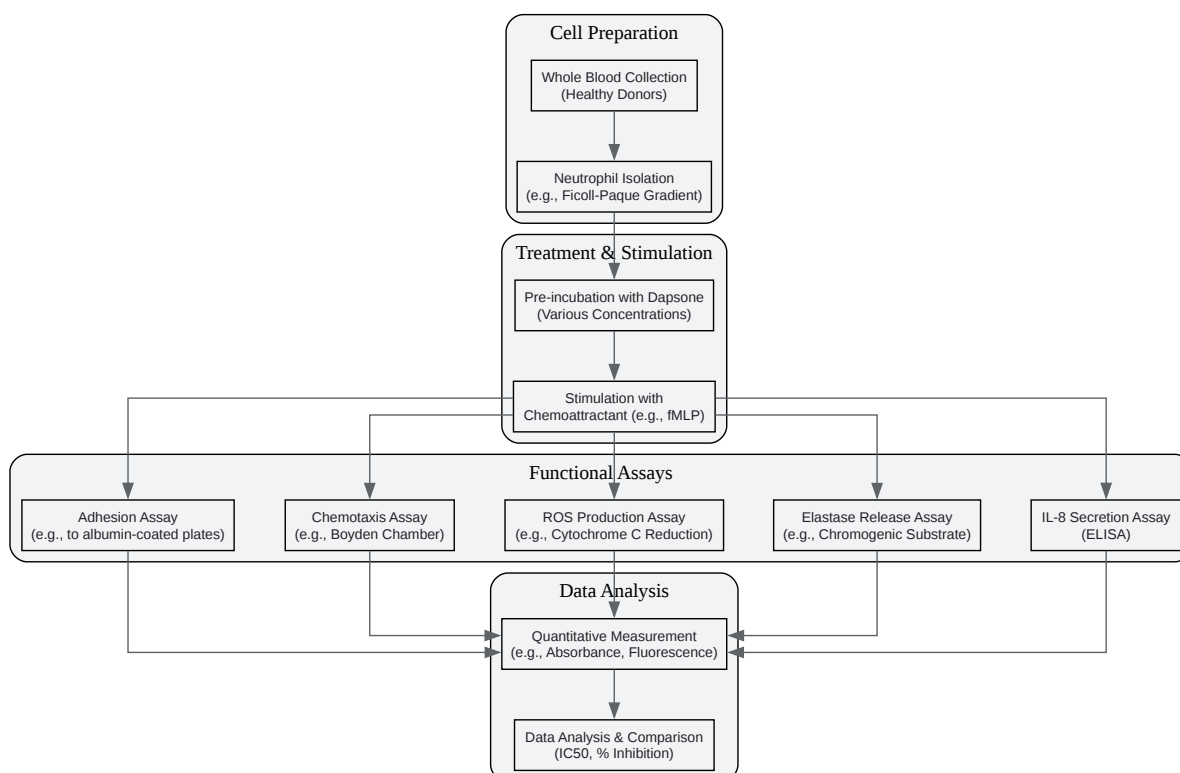 Cell Preparation
Whole Blood Collection
(Healthy Donors)
Neutrophil Isolation
(e.g., Ficoll-Paque Gradient)
Treatment & Stimulation
Pre-incubation with Dapsone
(Various Concentrations)
Stimulation with
Chemoattractant (e.g., fMLP)
Functional Assays
Adhesion Assay
(e.g., to albumin-coated plates)
Chemotaxis Assay
(e.g., Boyden Chamber)
ROS Production Assay
(e.g., Cytochrome C Reduction)
Elastase Release Assay
(e.g., Chromogenic Substrate)
IL-8 Secretion Assay
(ELISA)
Data Analysis
Quantitative Measurement
(e.g., Absorbance, Fluorescence)
Data Analysis & Comparison
(IC50, % Inhibition)